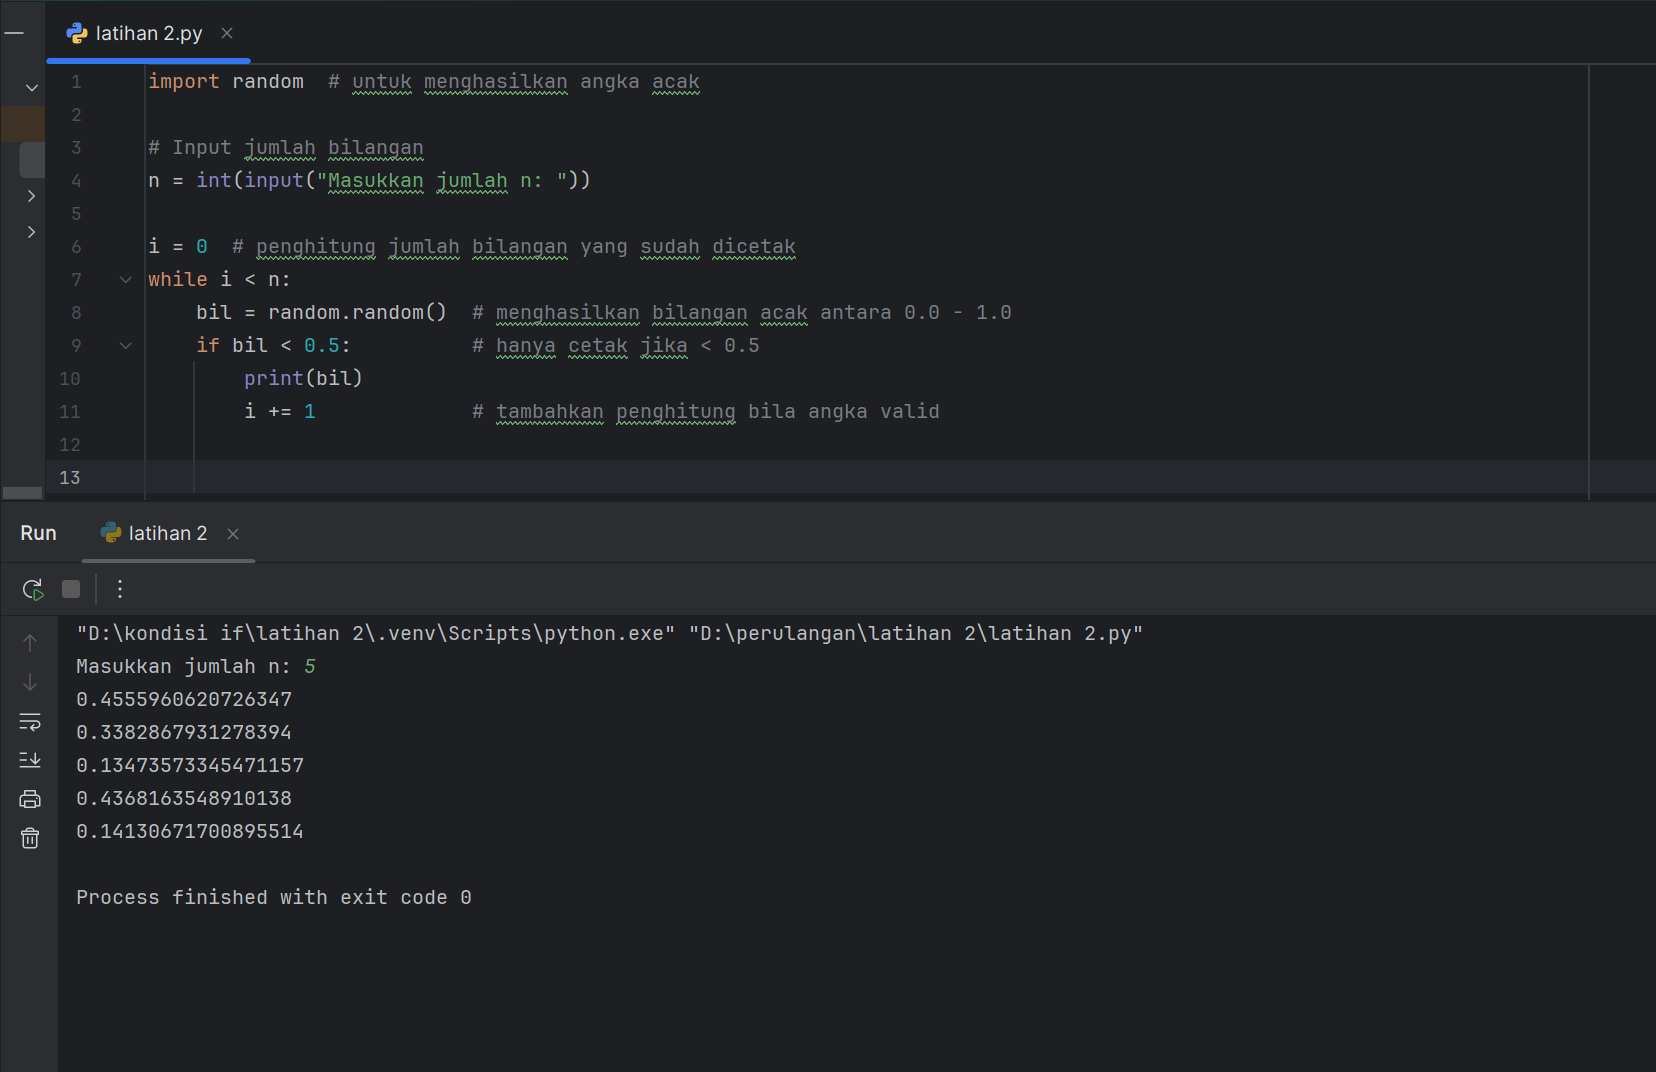 latihan 2.py
1 import random  # untuk menghasilkan angka acak
2
3 # Input jumlah bilangan
4 n = int(input("Masukkan jumlah n: "))
5
6 i = 0  # penghitung jumlah bilangan yang sudah dicetak
7 while i < n:
8     bil = random.random()  # menghasilkan bilangan acak antara 0.0 - 1.0
9     if bil < 0.5:          # hanya cetak jika < 0.5
10         print(bil)
11         i += 1             # tambahkan penghitung bila angka valid
12
13
Run latihan 2
"D:\kondisi if\latihan 2\.venv\Scripts\python.exe" "D:\perulangan\latihan 2\latihan 2.py"
Masukkan jumlah n: 5
0.4555960620726347
0.3382867931278394
0.13473573345471157
0.4368163548910138
0.14130671700895514
Process finished with exit code 0